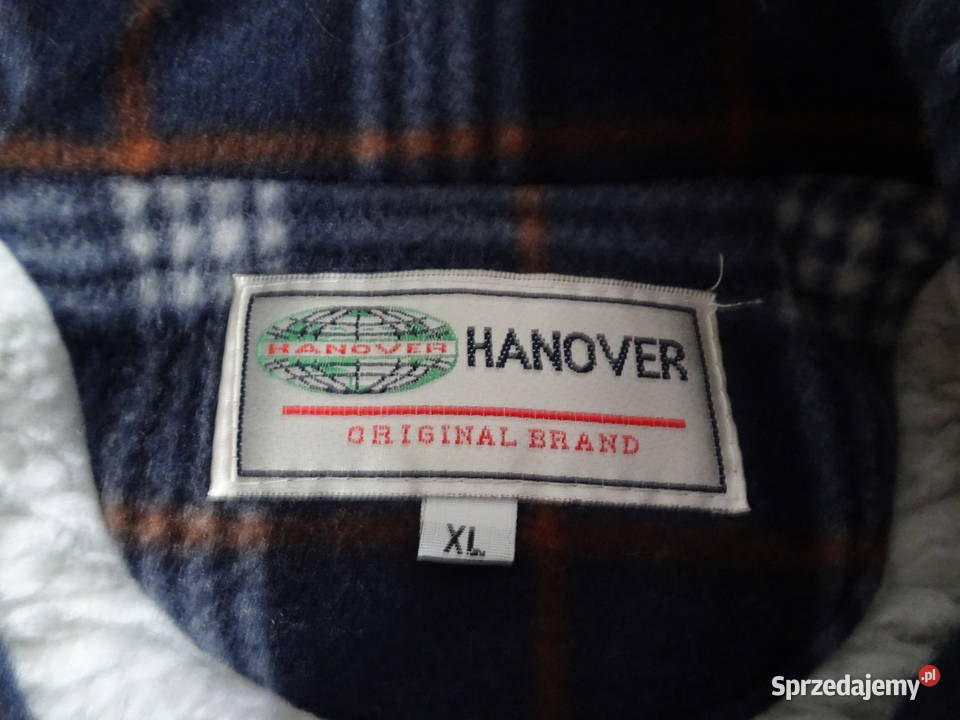 HANOVER
HANOVER
ORIGINAL BRAND
XL
Sprzedajemy.pl